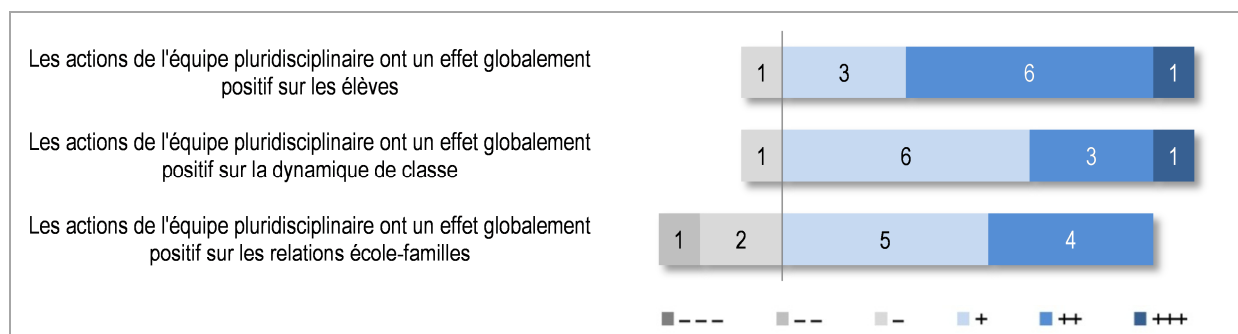 Les actions de l'équipe pluridisciplinaire ont un effet globalement
positif sur les élèves
1 3 6 1
Les actions de l'équipe pluridisciplinaire ont un effet globalement
positif sur la dynamique de classe
1 6 3 1
Les actions de l'équipe pluridisciplinaire ont un effet globalement
positif sur les relations école-familles
1 2 5 4
– – – – – – + ++ +++